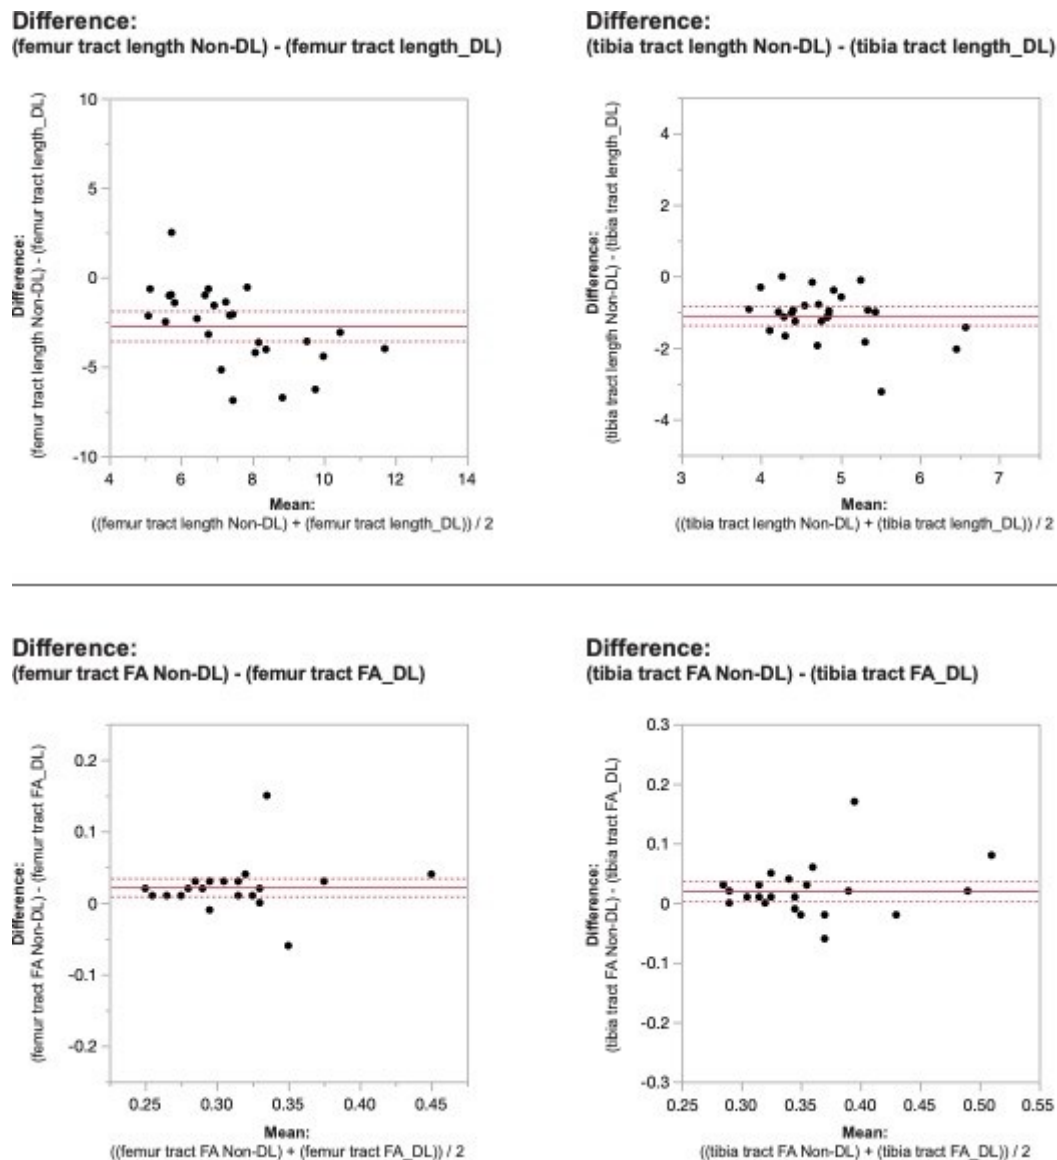 Difference:
(femur tract length Non-DL) - (femur tract length_DL)
Difference:
(femur tract length Non-DL) - (femur tract length_DL)
10
5
0
-5
-10
4
6
8
10
12
14
Mean:
((femur tract length Non-DL) + (femur tract length_DL)) / 2
Difference:
(tibia tract length Non-DL) - (tibia tract length_DL)
Difference:
(tibia tract length Non-DL) - (tibia tract length_DL)
4
2
0
-2
-4
3
4
5
6
7
Mean:
((tibia tract length Non-DL) + (tibia tract length_DL)) / 2
Difference:
(femur tract FA Non-DL) - (femur tract FA_DL)
Difference:
(femur tract FA Non-DL) - (femur tract FA_DL)
0.2
0.1
0
-0.1
-0.2
0.25
0.30
0.35
0.40
0.45
Mean:
((femur tract FA Non-DL) + (femur tract FA_DL)) / 2
Difference:
(tibia tract FA Non-DL) - (tibia tract FA_DL)
Difference:
(tibia tract FA Non-DL) - (tibia tract FA_DL)
0.3
0.2
0.1
0
-0.1
-0.2
-0.3
0.25
0.30
0.35
0.40
0.45
0.50
0.55
Mean:
((tibia tract FA Non-DL) + (tibia tract FA_DL)) / 2